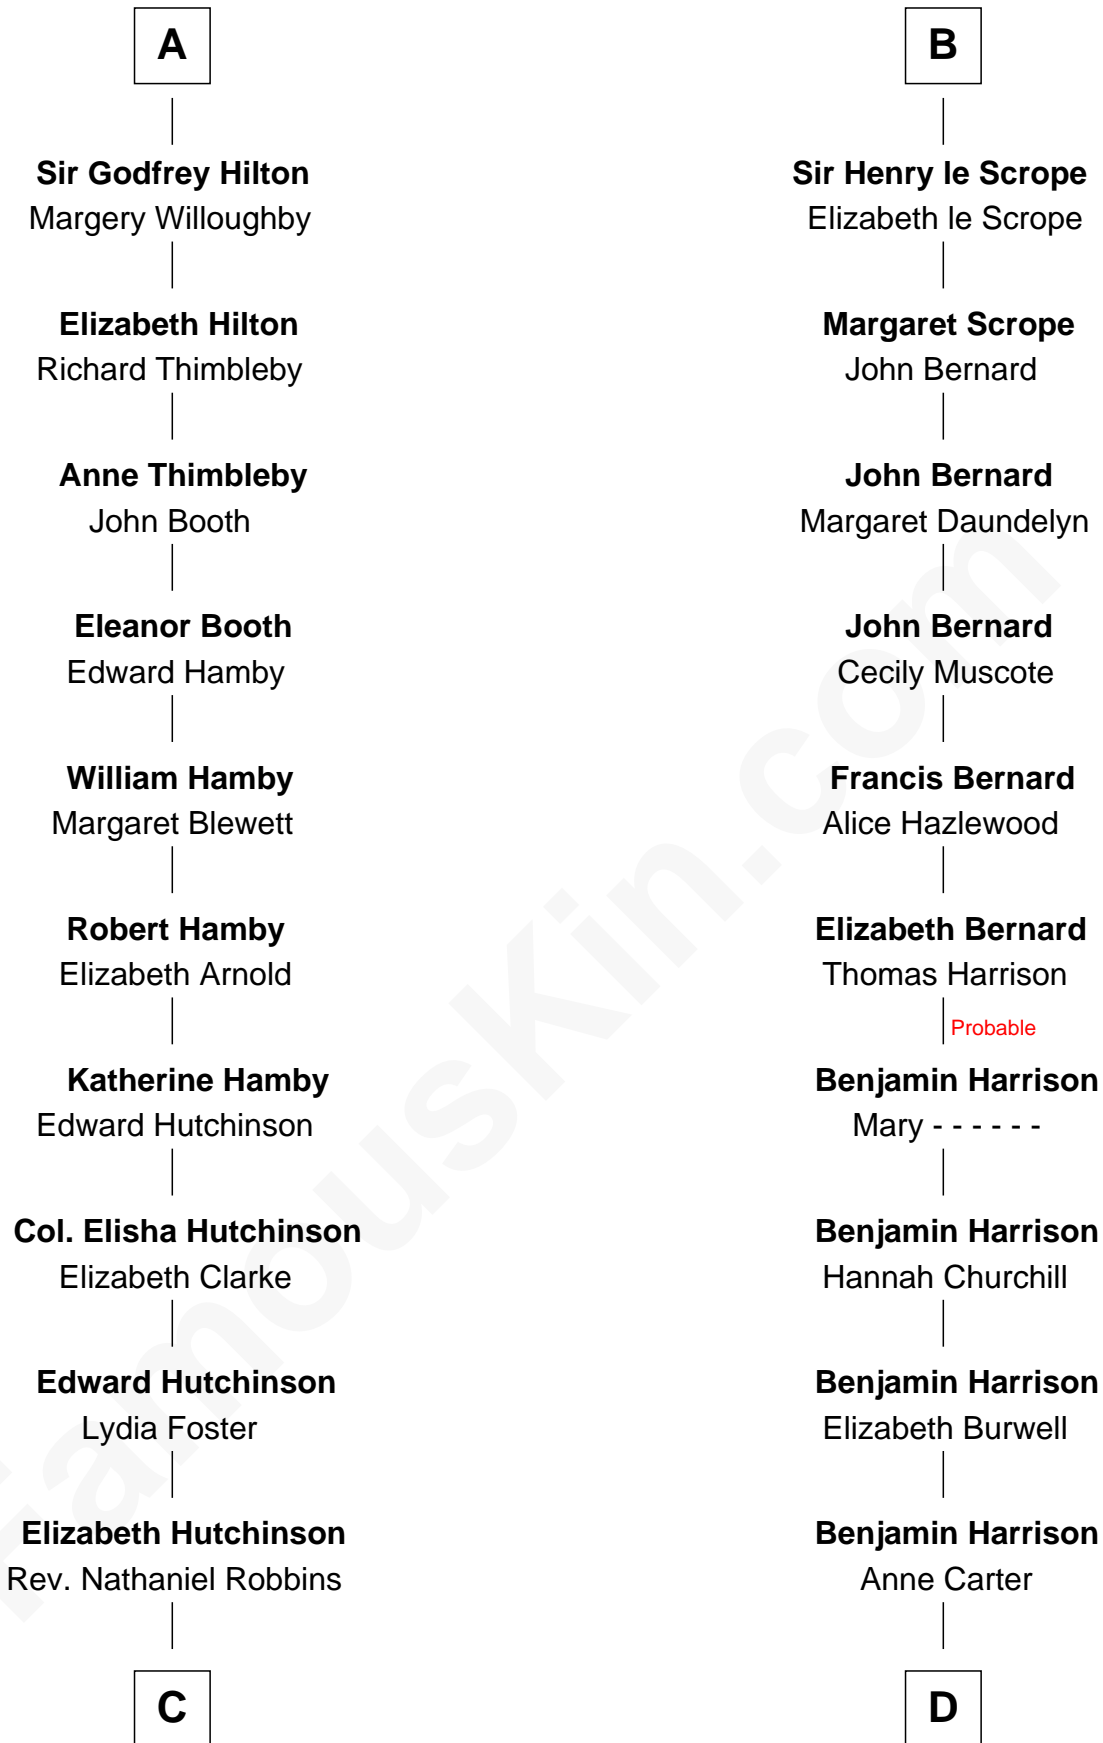 A
Sir Godfrey Hilton
Margery Willoughby
Elizabeth Hilton
Richard Thimbleby
Anne Thimbleby
John Booth
Eleanor Booth
Edward Hamby
William Hamby
Margaret Blewett
Robert Hamby
Elizabeth Arnold
Katherine Hamby
Edward Hutchinson
Col. Elisha Hutchinson
Elizabeth Clarke
Edward Hutchinson
Lydia Foster
Elizabeth Hutchinson
Rev. Nathaniel Robbins
C
B
Sir Henry le Scrope
Elizabeth le Scrope
Margaret Scrope
John Bernard
John Bernard
Margaret Daundelyn
John Bernard
Cecily Muscote
Francis Bernard
Alice Hazlewood
Elizabeth Bernard
Thomas Harrison
Probable
Benjamin Harrison
Mary - - - - - -
Benjamin Harrison
Hannah Churchill
Benjamin Harrison
Elizabeth Burwell
Benjamin Harrison
Anne Carter
D
FamousKin.com